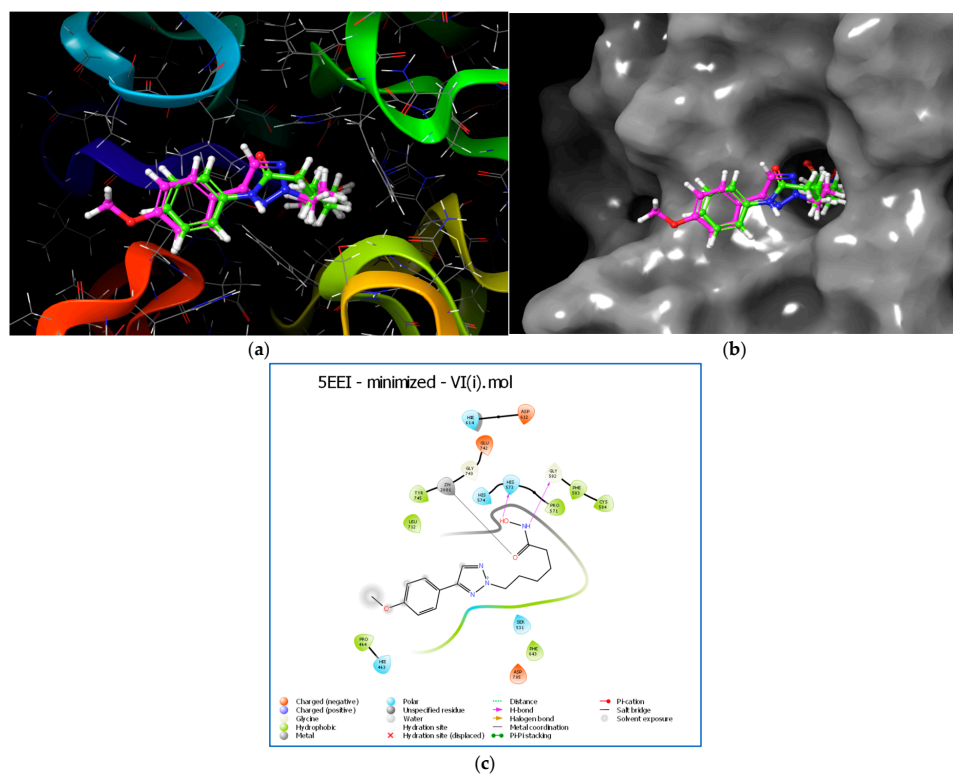 (a)
(b)
5EEI - minimized - VI(i).mol
HIE
614
ASP
612
GLU
742
GLY
743
ZN
TYR
745
HIS
574
HIS
573
GLY
582
PHE
583
CYS
584
PRO
571
LEU
712
HO
NH
O
N
N
N
O
SER
531
PHE
643
ASP
705
PRO
464
HIE
463
Charged (negative)
Charged (positive)
Glycine
Hydrophobic
Metal
Polar
Unspecified residue
Water
Hydration site
Hydration site (displaced)
Distance
H-bond
Halogen bond
Metal coordination
Pi-Pi stacking
Pi-cation
Salt bridge
Solvent exposure
(c)